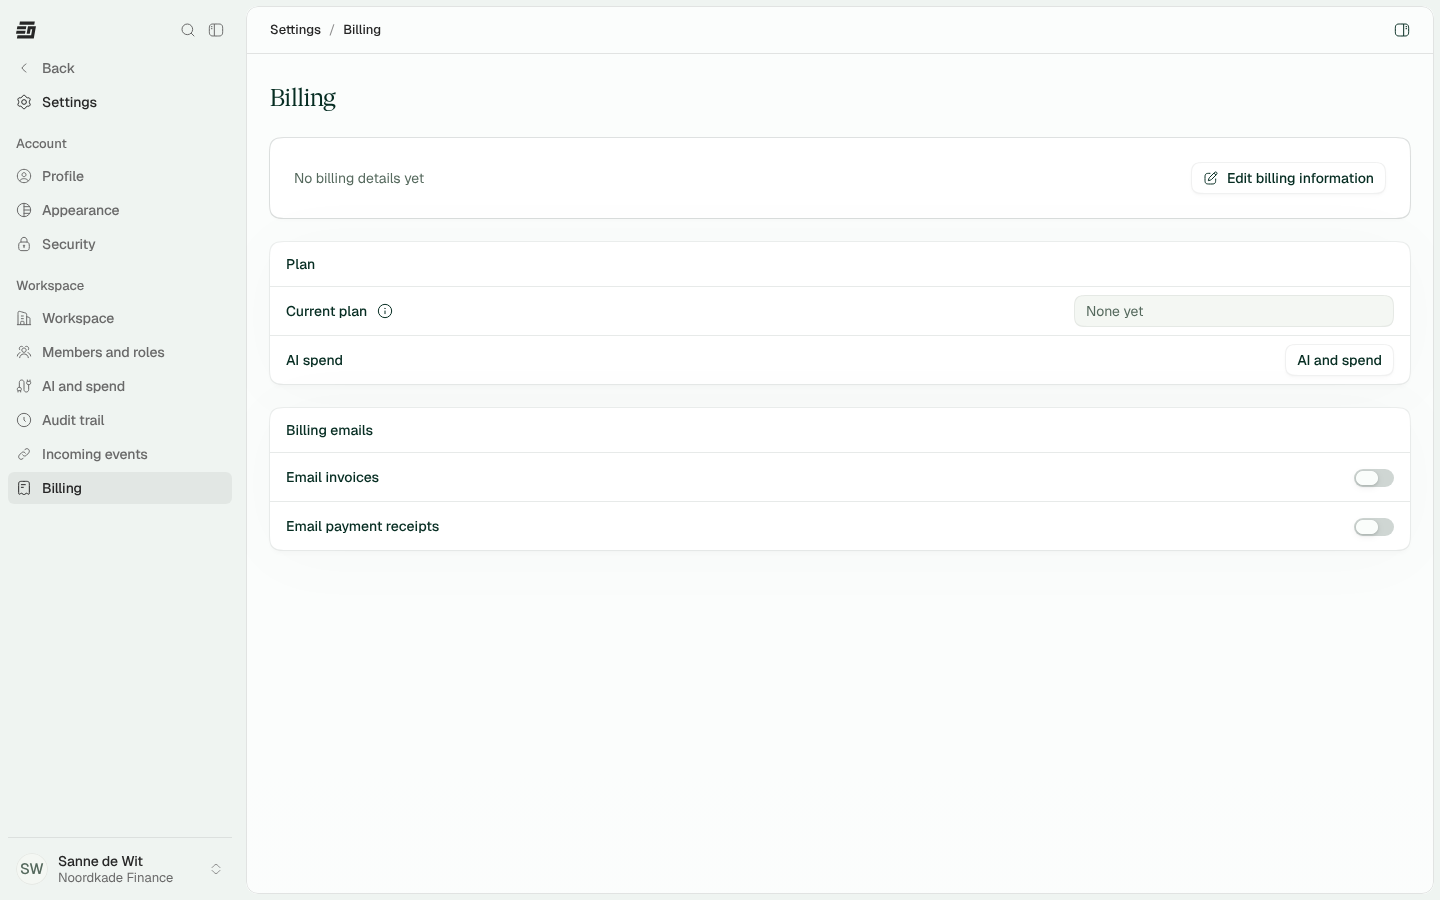 Back
Settings
Account
Profile
Appearance
Security
Workspace
Workspace
Members and roles
AI and spend
Audit trail
Incoming events
Billing
SW
Sanne de Wit
Noordkade Finance
Settings / Billing
Billing
No billing details yet
Edit billing information
Plan
Current plan
None yet
AI spend
AI and spend
Billing emails
Email invoices
Email payment receipts